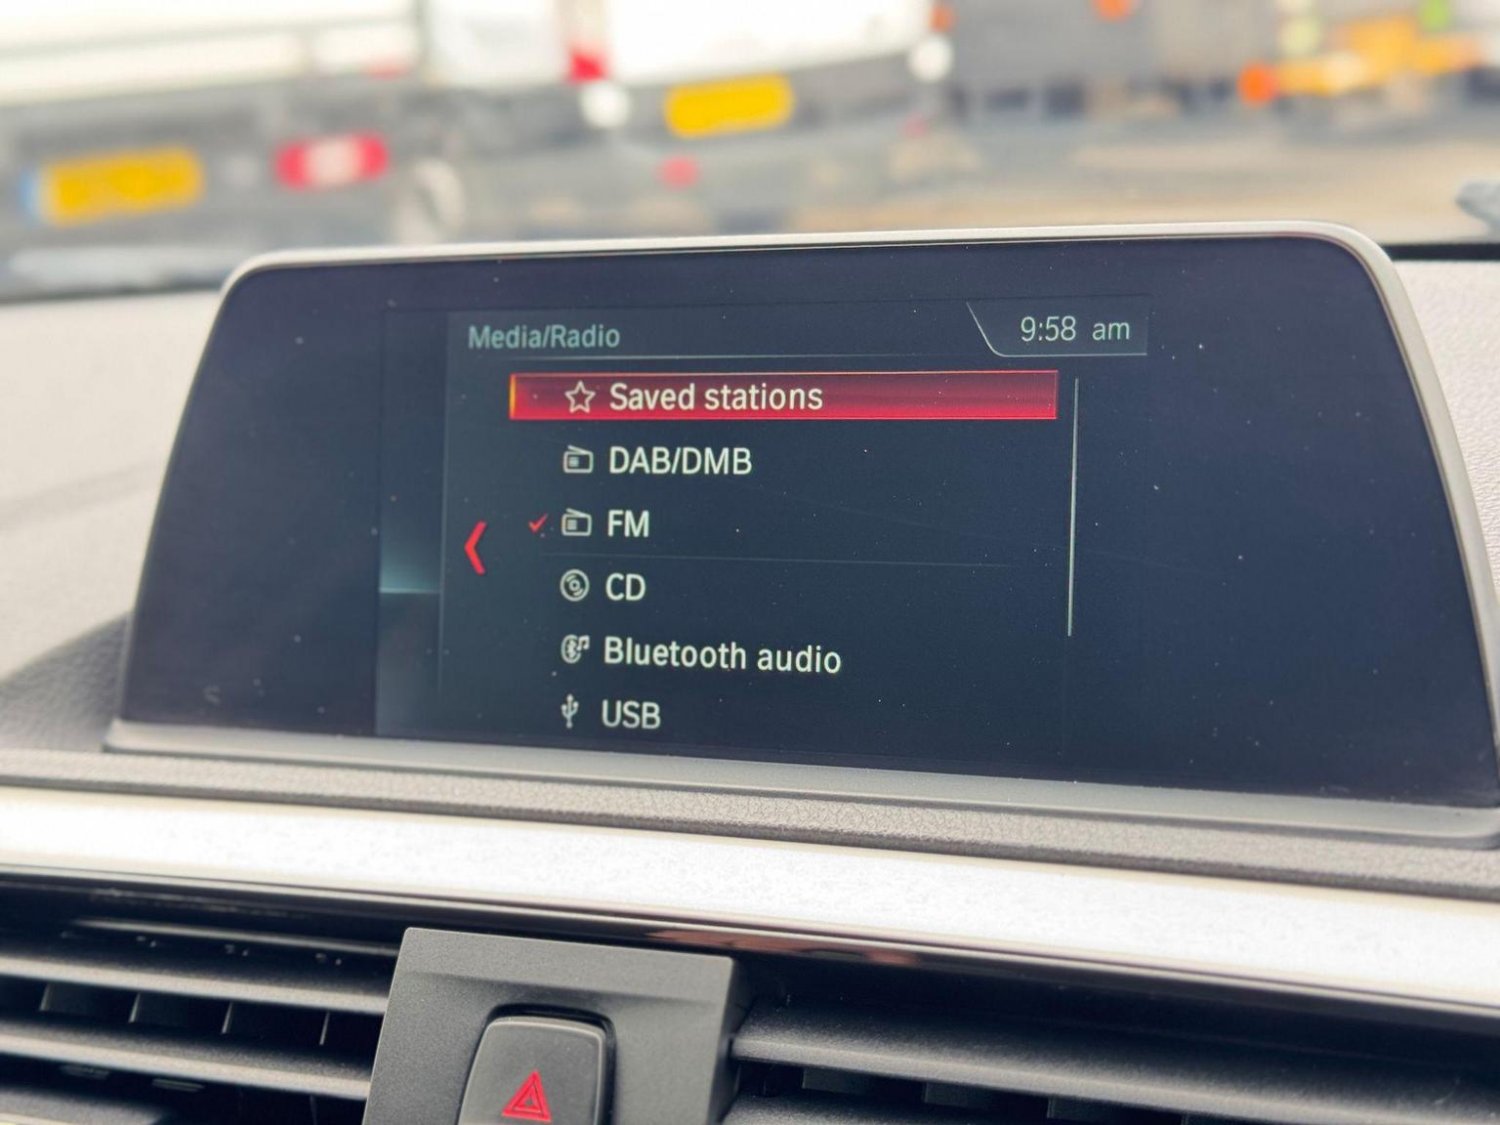 Media/Radio
9:58 am
Saved stations
DAB/DMB
FM
CD
Bluetooth audio
USB